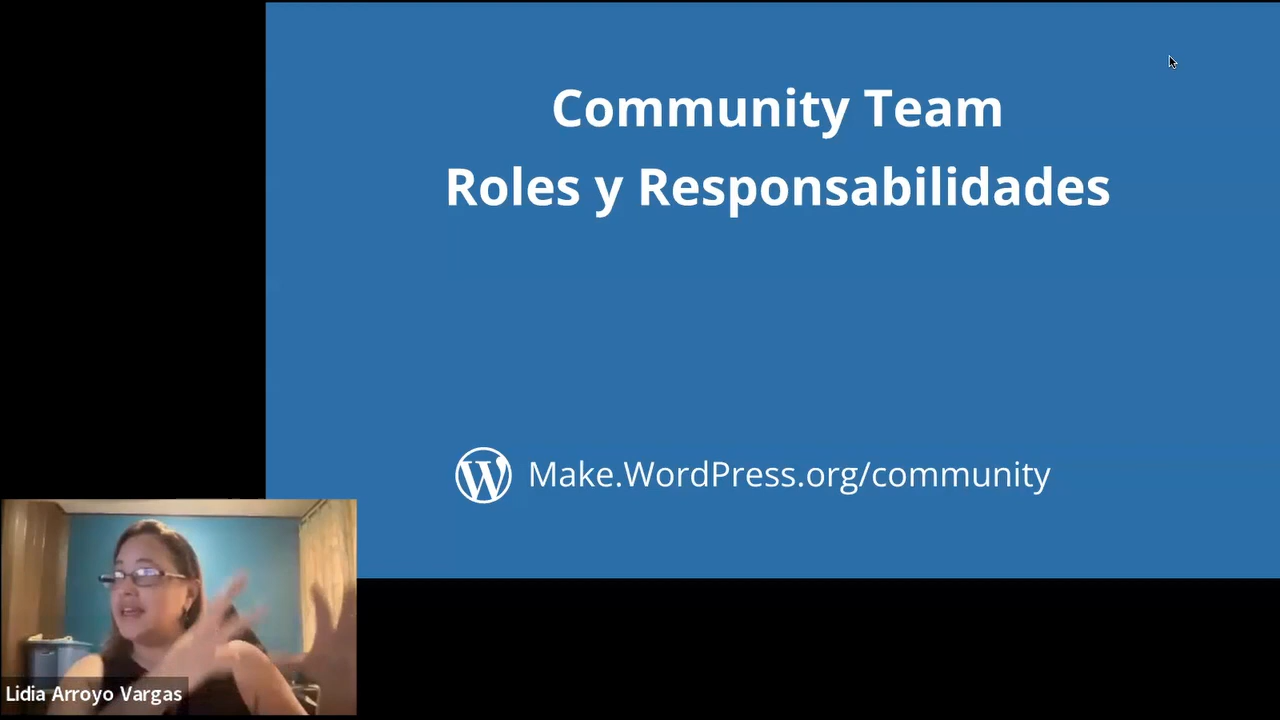 Community Team
Roles y Responsabilidades
Make.WordPress.org/community
Lidia Arroyo Vargas